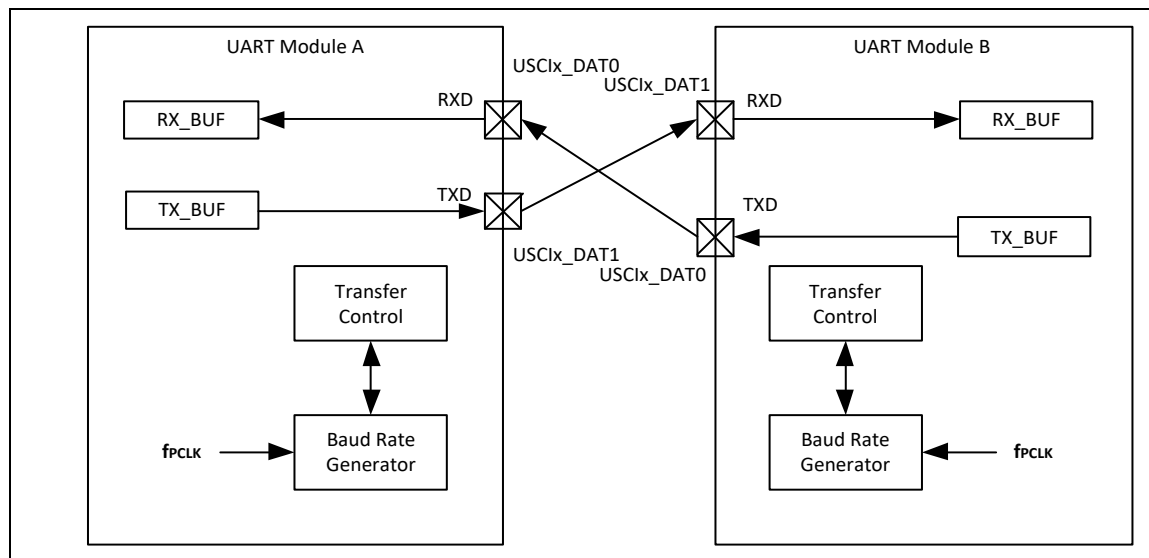 UART Module A
UART Module B
USCIx_DAT0
USCIx_DAT1
RXD
RXD
RX_BUF
RX_BUF
TXD
TXD
TX_BUF
TX_BUF
USCIx_DAT1
USCIx_DAT0
Transfer
Control
Transfer
Control
fPCLK
Baud Rate
Generator
Baud Rate
Generator
fPCLK